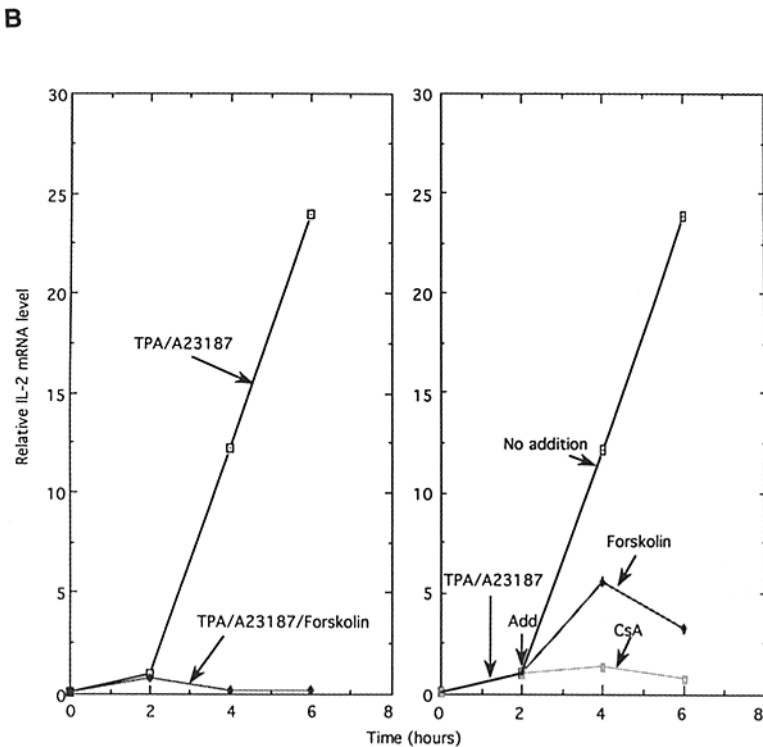 B
Relative IL-2 mRNA level
30
25
20
15
10
5
0
0 2 4 6 8
TPA/A23187
TPA/A23187/Forskolin
30
25
20
15
10
5
0
0 2 4 6 8
No addition
Forskolin
TPA/A23187
Add
CsA
Time (hours)